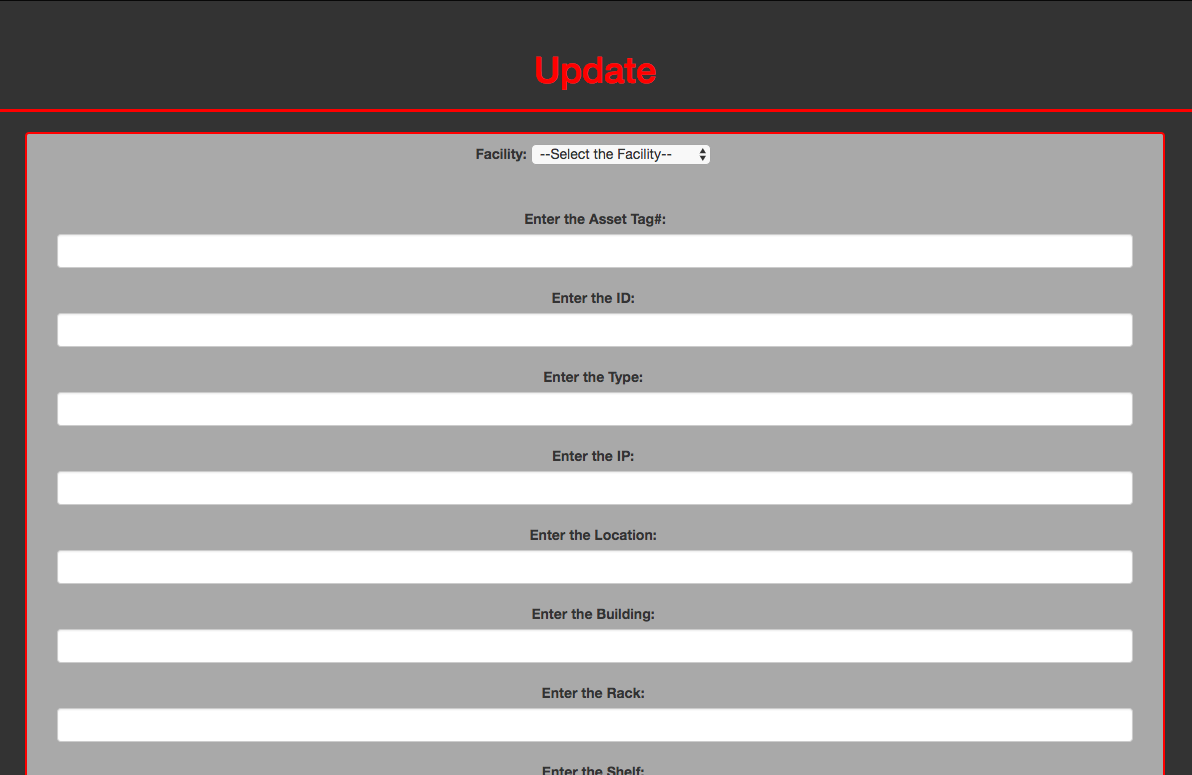 Update
Facility: --Select the Facility--
Enter the Asset Tag#:
Enter the ID:
Enter the Type:
Enter the IP:
Enter the Location:
Enter the Building:
Enter the Rack:
Enter the Shelf: